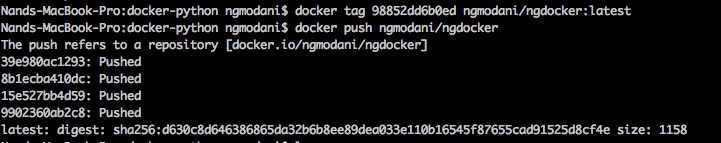 Nands-MacBook-Pro:docker-python ngmodani$ docker tag 98852dd6b0ed ngmodani/ngdocker:latest
Nands-MacBook-Pro:docker-python ngmodani$ docker push ngmodani/ngdocker
The push refers to a repository [docker.io/ngmodani/ngdocker]
39e980ac1293: Pushed
8b1ecba410dc: Pushed
15e527bb4d59: Pushed
9902360ab2c8: Pushed
latest: digest: sha256:d630c8d646386865da32b6b8ee89dea033e110b16545f87655cad91525d8cf4e size: 1158